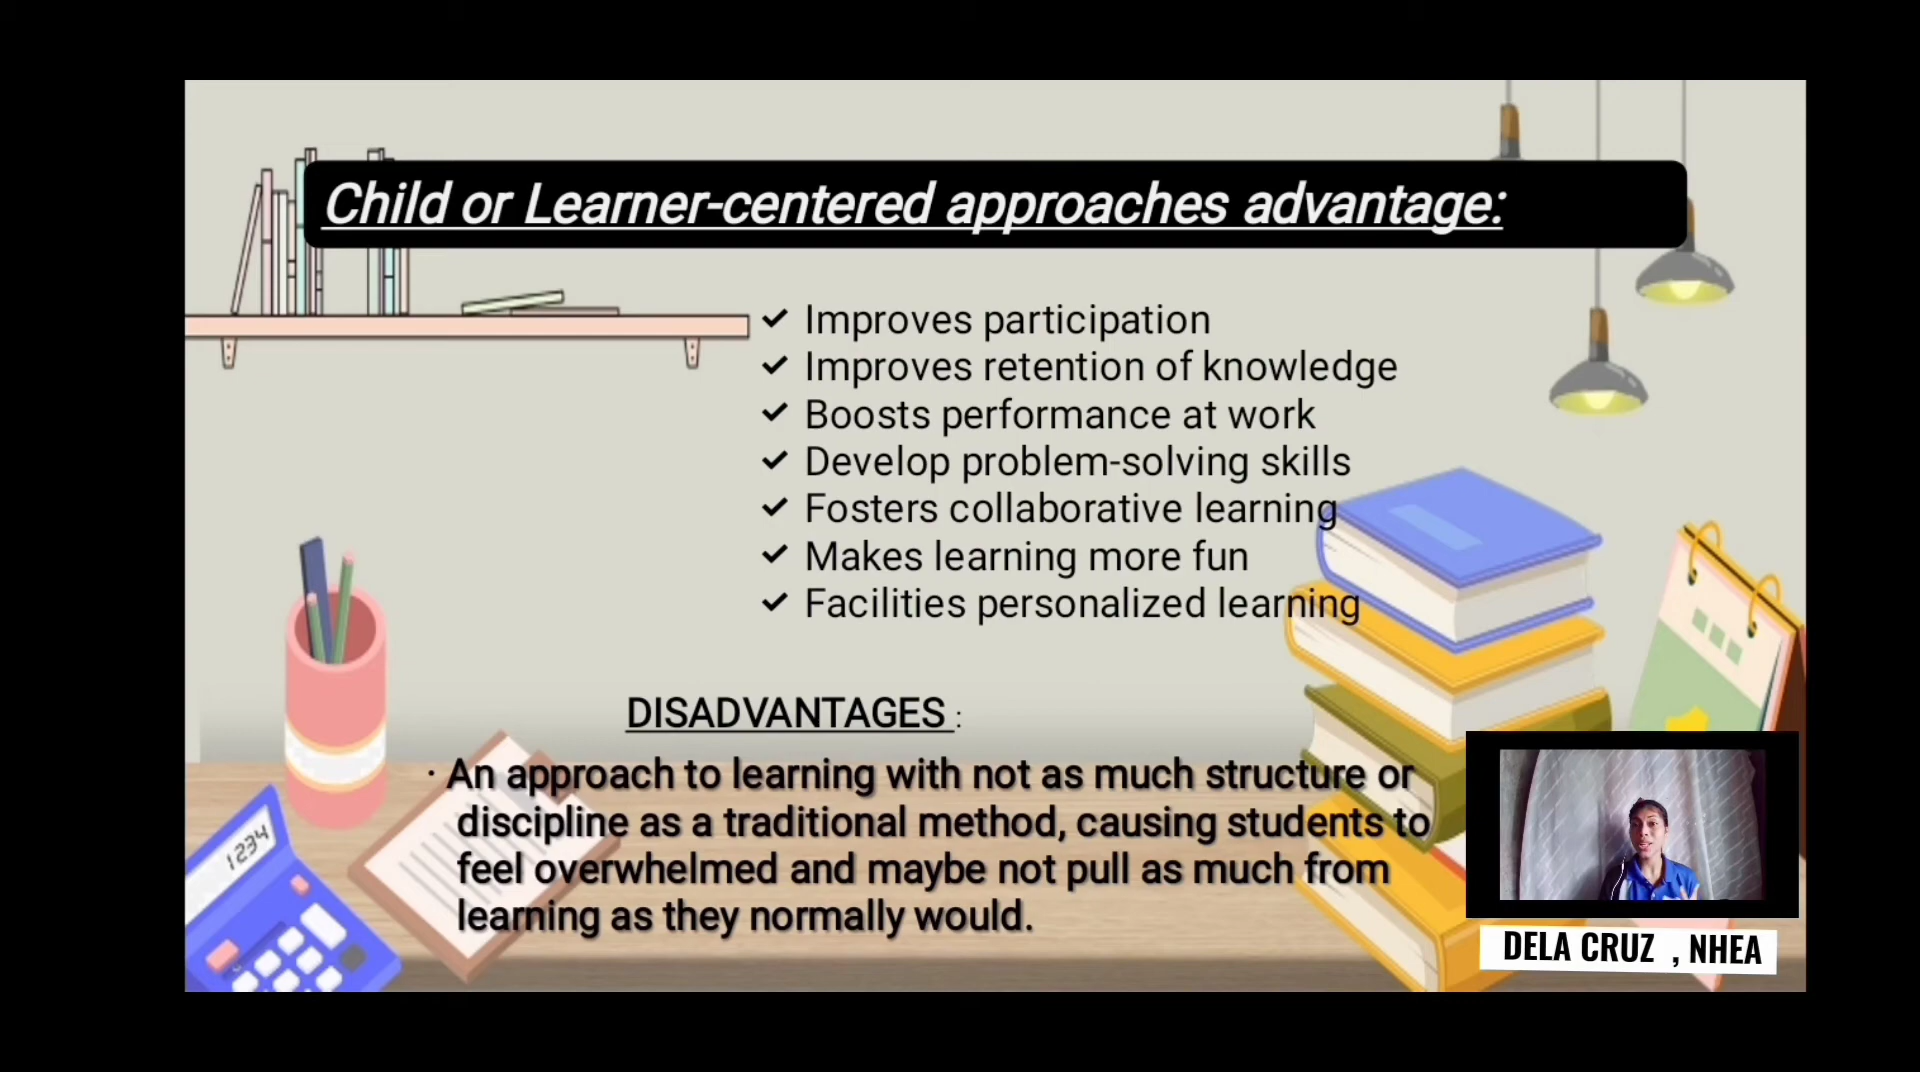 Child or Learner-centered approaches advantage:
✓ Improves participation
✓ Improves retention of knowledge
✓ Boosts performance at work
✓ Develop problem-solving skills
✓ Fosters collaborative learning
✓ Makes learning more fun
✓ Facilities personalized learning
DISADVANTAGES :
· An approach to learning with not as much structure or
discipline as a traditional method, causing students to
feel overwhelmed and maybe not pull as much from
learning as they normally would.
1234
DELA CRUZ , NHEA